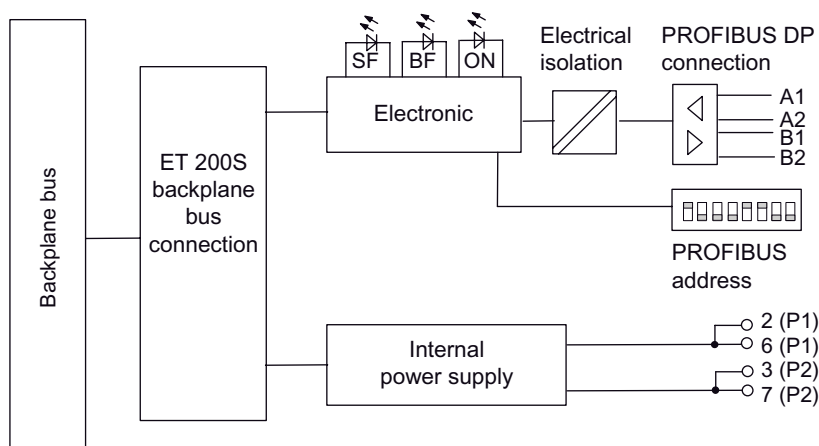 Backplane bus
ET 200S
backplane
bus
connection
SF
BF
ON
Electronic
Electrical
isolation
PROFIBUS DP
connection
A1
A2
B1
B2
PROFIBUS
address
Internal
power supply
2 (P1)
6 (P1)
3 (P2)
7 (P2)